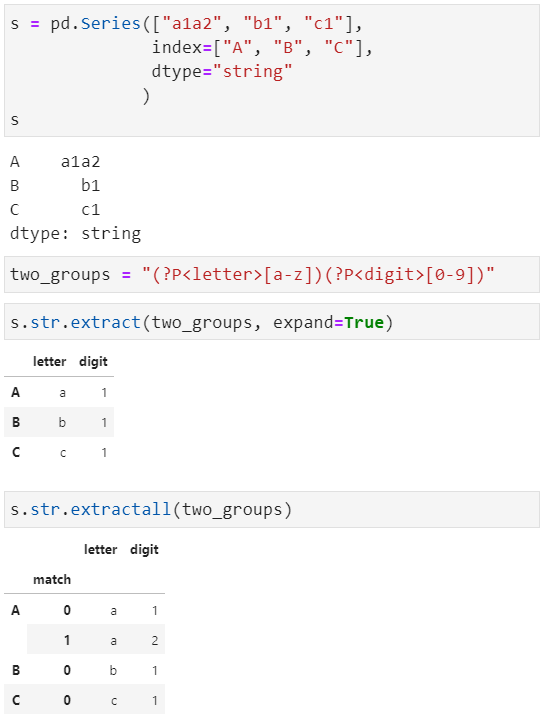 s = pd.Series(["a1a2", "b1", "c1"],
              index=["A", "B", "C"],
              dtype="string"
             )
s
A    a1a2
B      b1
C      c1
dtype: string
two_groups = "(?P<letter>[a-z])(?P<digit>[0-9])"
s.str.extract(two_groups, expand=True)
letter digit
A a 1
B b 1
C c 1
s.str.extractall(two_groups)
letter digit
match
A 0 a 1
1 a 2
B 0 b 1
C 0 c 1